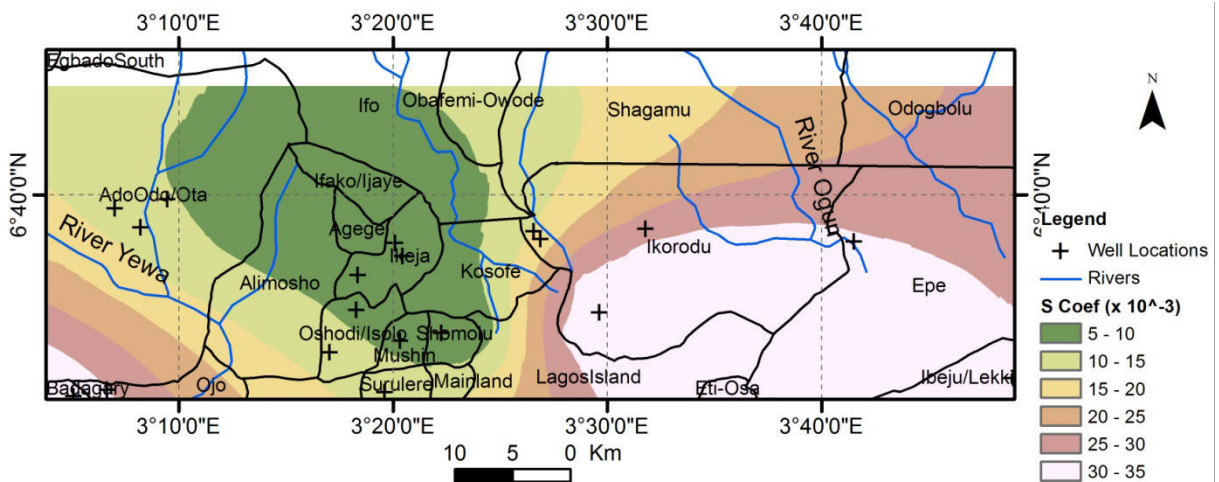 3°10'0"E 3°20'0"E 3°30'0"E 3°40'0"E
EgbadoSouth
Ifo
Obafemi-Owode
Shagamu
Odogbolu
N
6°40'0"N
AdoOdo/Ota
Ifako/Ijaye
River Ogun
6°40'0"N
Agege
Ikeja
River Yewa
Alimosho
Kosofe
Ikorodu
Epe
Oshodi/Isolo
Shomolu
Mushin
Badagry
Ojo
Surulere
Mainland
LagosIsland
Eti-Osa
Ibeju/Lekki
3°10'0"E 3°20'0"E 3°30'0"E 3°40'0"E
10 5 0 Km
Legend
Well Locations
Rivers
S Coef (x 10^-3)
5 - 10
10 - 15
15 - 20
20 - 25
25 - 30
30 - 35